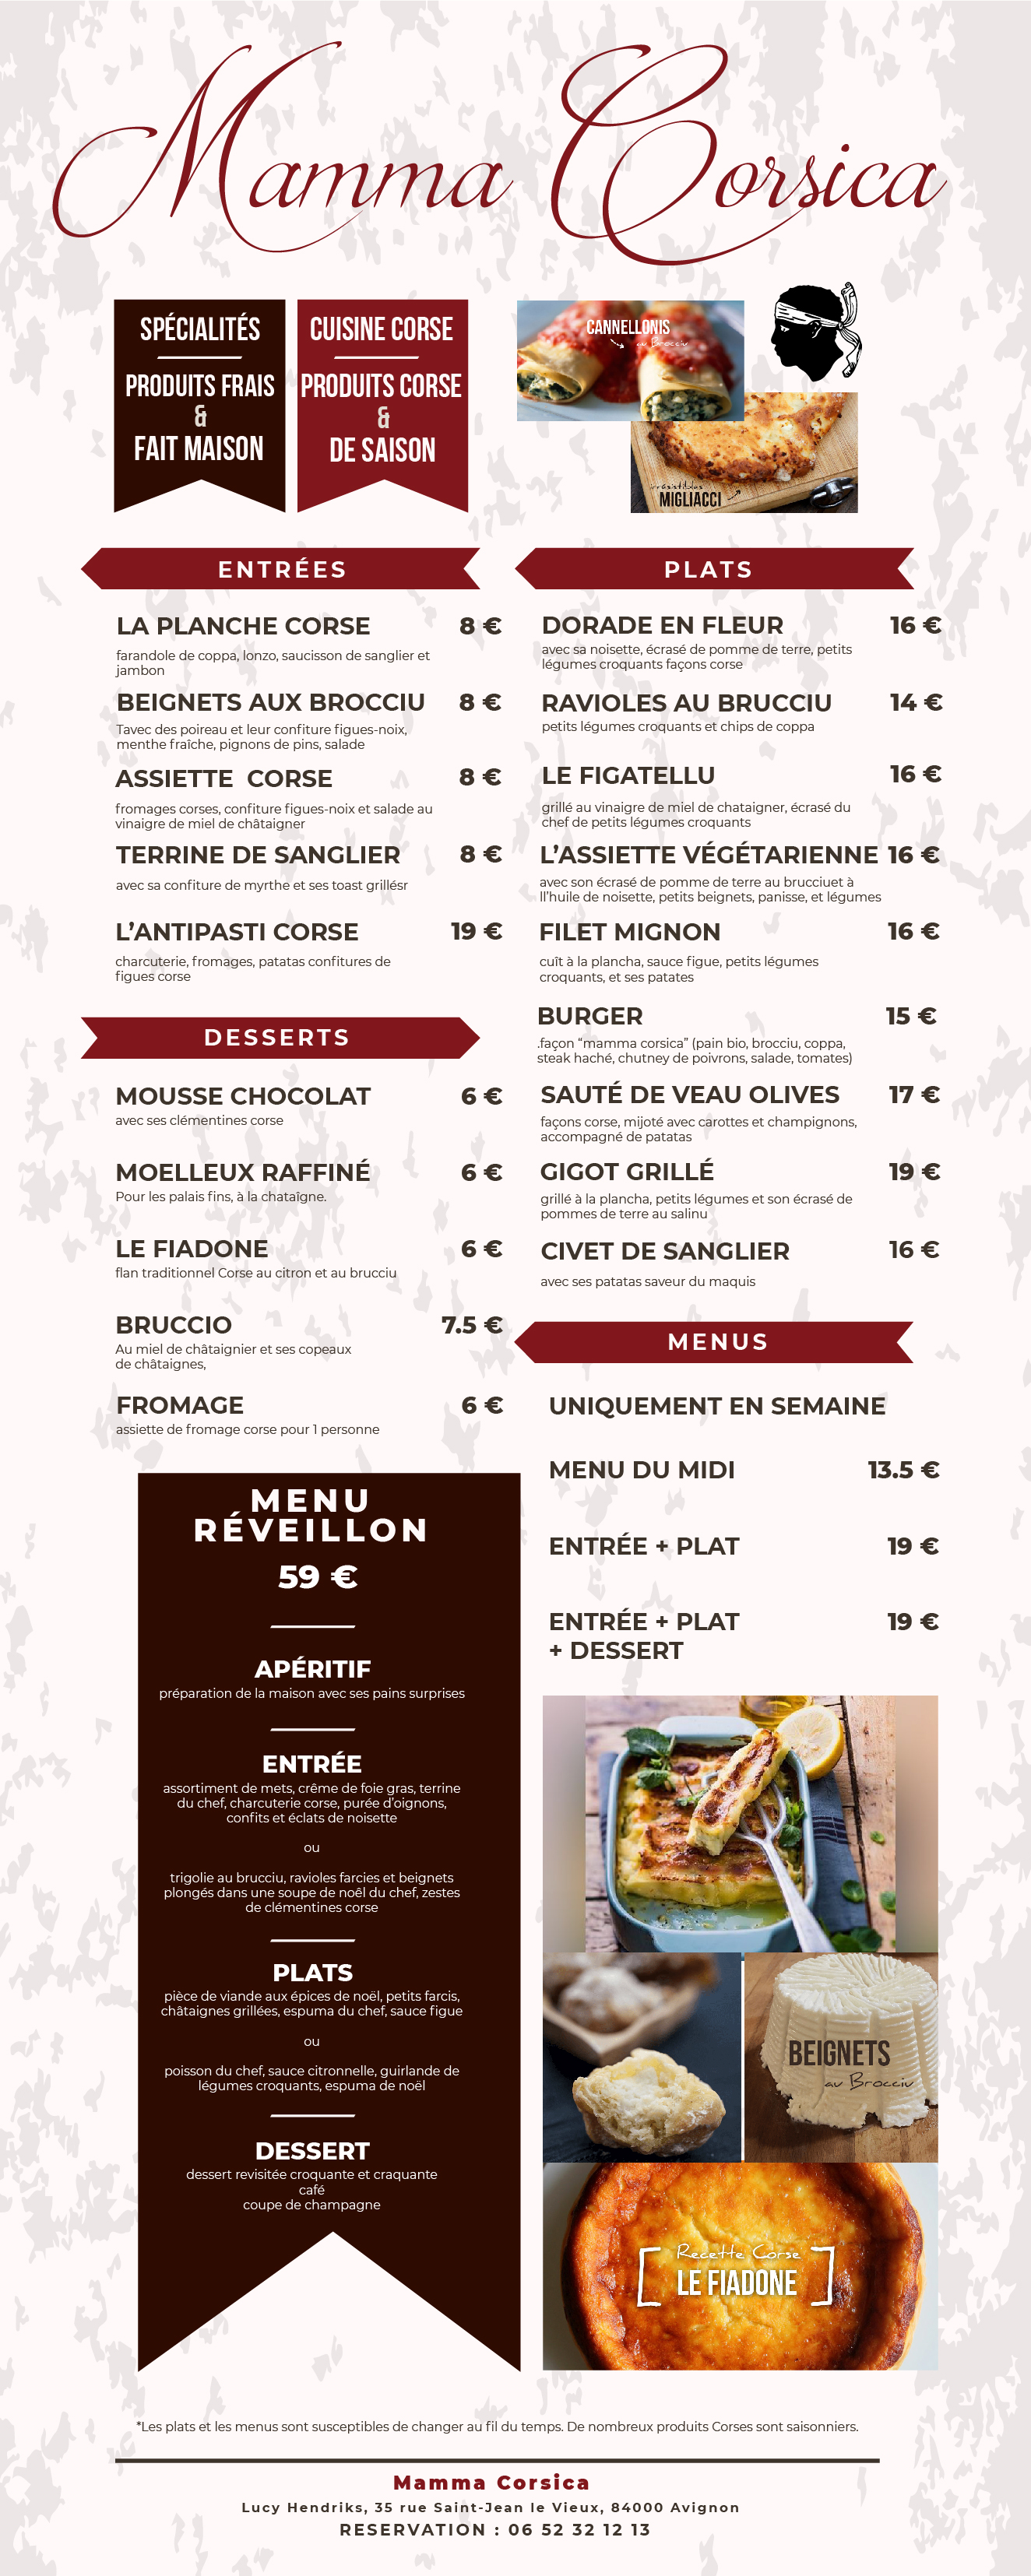 Mamma Corsica
SPÉCIALITÉS
PRODUITS FRAIS
&
FAIT MAISON
CUISINE CORSE
PRODUITS CORSE
&
DE SAISON
CANNELLONIS
au Brocciu
irrésistibles
MIGLIACCI
ENTRÉES
LA PLANCHE CORSE 8 €
farandole de coppa, lonzo, saucisson de sanglier et
jambon
BEIGNETS AUX BROCCIU 8 €
Tavec des poireau et leur confiture figues-noix,
menthe fraîche, pignons de pins, salade
ASSIETTE CORSE 8 €
fromages corses, confiture figues-noix et salade au
vinaigre de miel de châtaigner
TERRINE DE SANGLIER 8 €
avec sa confiture de myrthe et ses toast grillésr
L’ANTIPASTI CORSE 19 €
charcuterie, fromages, patatas confitures de
figues corse
DESSERTS
MOUSSE CHOCOLAT 6 €
avec ses clémentines corse
MOELLEUX RAFFINÉ 6 €
Pour les palais fins, à la chataîgne.
LE FIADONE 6 €
flan traditionnel Corse au citron et au brucciu
BRUCCIO 7.5 €
Au miel de châtaignier et ses copeaux
de châtaignes,
FROMAGE 6 €
assiette de fromage corse pour 1 personne
PLATS
DORADE EN FLEUR 16 €
avec sa noisette, écrasé de pomme de terre, petits
légumes croquants façons corse
RAVIOLES AU BRUCCIU 14 €
petits légumes croquants et chips de coppa
LE FIGATELLU 16 €
grillé au vinaigre de miel de chataigner, écrasé du
chef de petits légumes croquants
L’ASSIETTE VÉGÉTARIENNE 16 €
avec son écrasé de pomme de terre au brucciuet à
ll’huile de noisette, petits beignets, panisse, et légumes
FILET MIGNON 16 €
cuît à la plancha, sauce figue, petits légumes
croquants, et ses patates
BURGER 15 €
.façon “mamma corsica” (pain bio, brocciu, coppa,
steak haché, chutney de poivrons, salade, tomates)
SAUTÉ DE VEAU OLIVES 17 €
façons corse, mijoté avec carottes et champignons,
accompagné de patatas
GIGOT GRILLÉ 19 €
grillé à la plancha, petits légumes et son écrasé de
pommes de terre au salinu
CIVET DE SANGLIER 16 €
avec ses patatas saveur du maquis
MENUS
UNIQUEMENT EN SEMAINE
MENU DU MIDI 13.5 €
ENTRÉE + PLAT 19 €
ENTRÉE + PLAT 19 €
+ DESSERT
MENU
RÉVEILLON
59 €
APÉRITIF
préparation de la maison avec ses pains surprises
ENTRÉE
assortiment de mets, crême de foie gras, terrine
du chef, charcuterie corse, purée d’oignons,
confits et éclats de noisette
ou
trigolie au brucciu, ravioles farcies et beignets
plongés dans une soupe de noêl du chef, zestes
de clémentines corse
PLATS
pièce de viande aux épices de noël, petits farcis,
châtaignes grillées, espuma du chef, sauce figue
ou
poisson du chef, sauce citronnelle, guirlande de
légumes croquants, espuma de noël
DESSERT
dessert revisitée croquante et craquante
café
coupe de champagne
BEIGNETS
au Brocciu
Recette Corse
LE FIADONE
*Les plats et les menus sont susceptibles de changer au fil du temps. De nombreux produits Corses sont saisonniers.
Mamma Corsica
Lucy Hendriks, 35 rue Saint-Jean le Vieux, 84000 Avignon
RESERVATION : 06 52 32 12 13